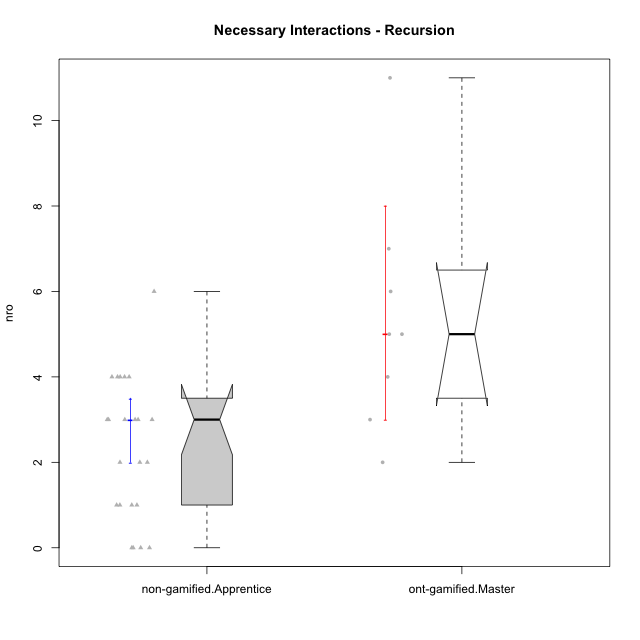 Necessary Interactions - Recursion
nro
10
8
6
4
2
0
non-gamified.Apprentice
ont-gamified.Master